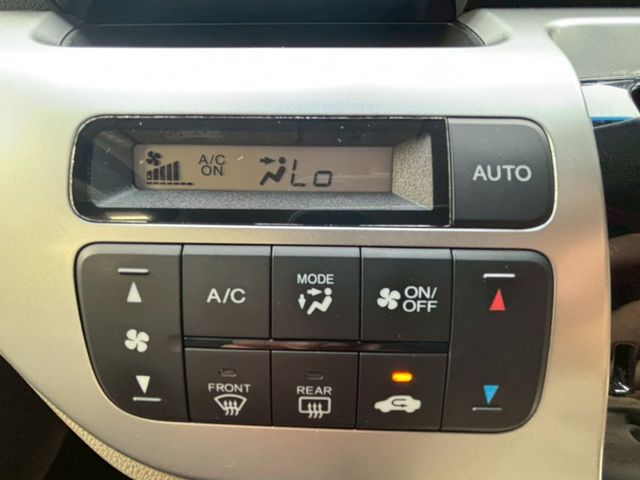 A/C
ON
Lo
AUTO
A/C
MODE
ON/
OFF
FRONT
REAR